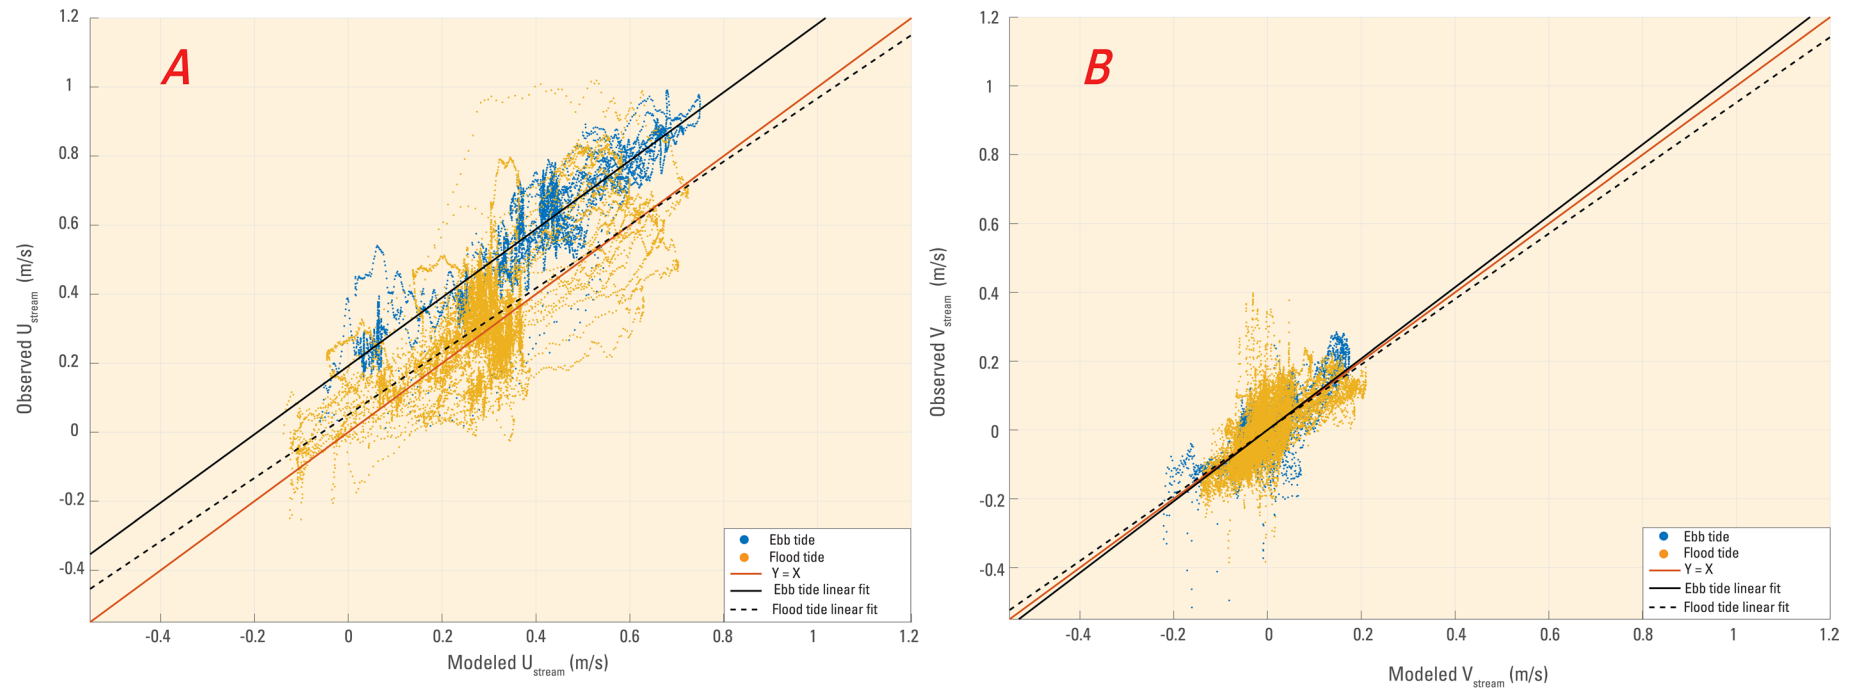 A
1.2
1
0.8
0.6
0.4
0.2
0
-0.2
-0.4
Observed Ustream (m/s)
-0.4 -0.2 0 0.2 0.4 0.6 0.8 1 1.2
Modeled Ustream (m/s)
Ebb tide
Flood tide
Y = X
Ebb tide linear fit
Flood tide linear fit
B
1.2
1
0.8
0.6
0.4
0.2
0
-0.2
-0.4
Observed Vstream (m/s)
-0.4 -0.2 0 0.2 0.4 0.6 0.8 1 1.2
Modeled Vstream (m/s)
Ebb tide
Flood tide
Y = X
Ebb tide linear fit
Flood tide linear fit